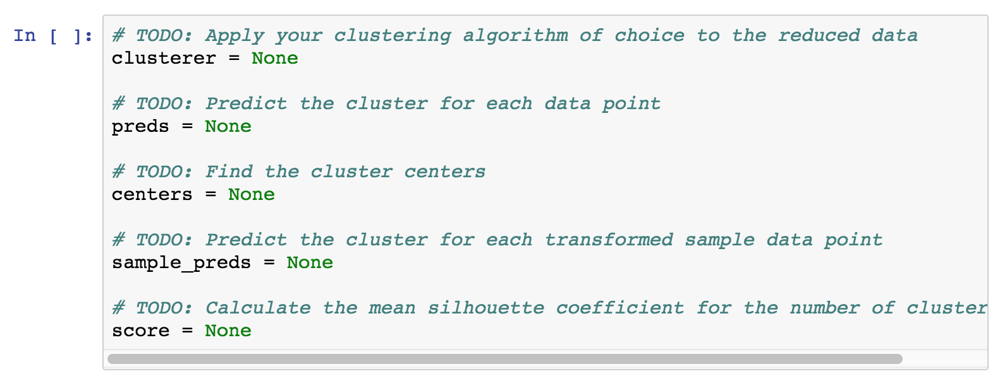 In [ ]: # TODO: Apply your clustering algorithm of choice to the reduced data
clusterer = None
# TODO: Predict the cluster for each data point
preds = None
# TODO: Find the cluster centers
centers = None
# TODO: Predict the cluster for each transformed sample data point
sample_preds = None
# TODO: Calculate the mean silhouette coefficient for the number of cluster
score = None